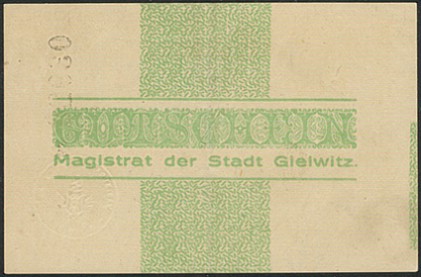 GUTSCHEIN
Magistrat der Stadt Gleiwitz.